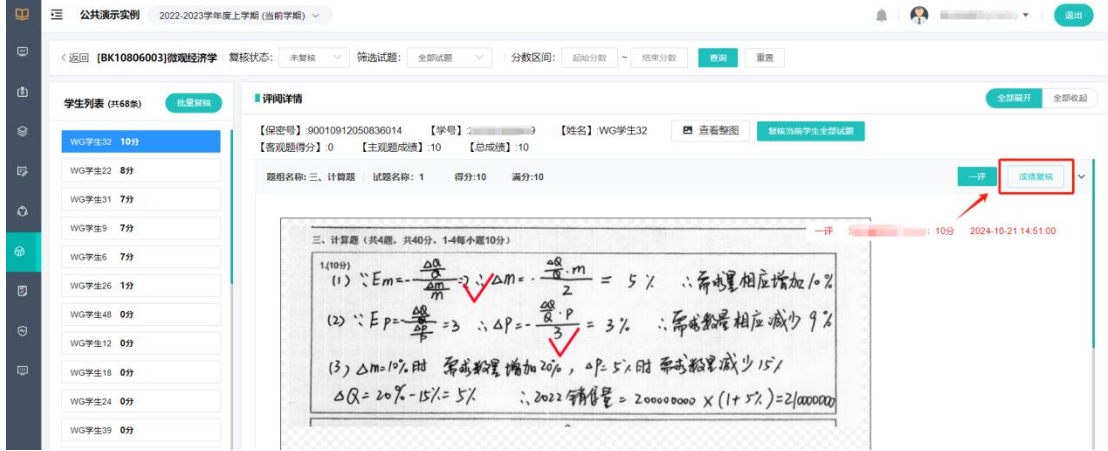 公共演示实例 2022-2023学年度上学期 (当前学期) 退出
返回 [BK10806003]微观经济学 复核状态: 未复核 筛选试题: 全部试题 分数区间: 起始分数 ~ 结束分数 查询 重置
学生列表 (共68条) 批量复核
WG学生32 10分
WG学生22 8分
WG学生31 7分
WG学生9 7分
WG学生6 7分
WG学生26 1分
WG学生48 0分
WG学生12 0分
WG学生18 0分
WG学生24 0分
WG学生39 0分
评阅详情 全部展开 全部收起
【保密号】:90010912050836014 【学号】: 9 【姓名】:WG学生32 查看整图 复核当前学生全部试题
【客观题得分】:0 【主观题成绩】:10 【总成绩】:10
题组名称: 三、计算题 试题名称: 1 得分:10 满分:10 一评 成绩复核
一评 : 10分 2024-10-21 14:51:00
三、计算题 (共4题, 共40分, 1-4每小题10分)
1.(10分)
(1) ∵Em=-(ΔQ/Q)/(Δm/m)=2 ∴Δm=-(ΔQ/Q·m)/2 = 5% ∴需求量相应增加10%
(2) ∵EP=-(ΔQ/Q)/(ΔP/P)=3 ∴ΔP=-(ΔQ/Q·P)/3 = 3% ∴需求数量相应减少9%
(3) Δm=10%时 需求数量增加20%, ΔP=5%时需求数量减少15%
ΔQ=20%-15%=5% ∴2022销售量=200000000×(1+5%)=210000000